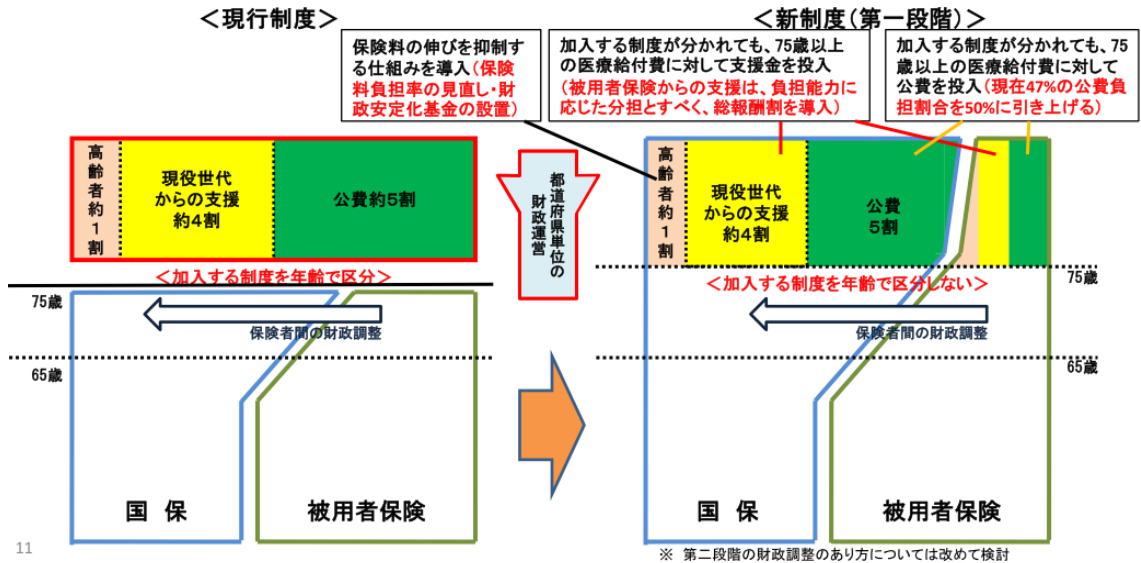 ＜現行制度＞
＜新制度（第一段階）＞
保険料の伸びを抑制す
る仕組みを導入（保険
料負担率の見直し・財
政安定化基金の設置）
加入する制度が分かれても、75歳以上
の医療給付費に対して支援金を投入
（被用者保険からの支援は、負担能力に
応じた分担とすべく、総報酬割を導入）
加入する制度が分かれても、75
歳以上の医療給付費に対して
公費を投入（現在47%の公費負
担割合を50%に引き上げる）
高齢者約１割
現役世代
からの支援
約4割
公費約5割
都道府県単位の
財政運営
高齢者約１割
現役世代
からの支援
約4割
公費
5割
＜加入する制度を年齢で区分＞
75歳
保険者間の財政調整
65歳
国　保
被用者保険
＜加入する制度を年齢で区分しない＞
75歳
保険者間の財政調整
65歳
国　保
被用者保険
11
※ 第二段階の財政調整のあり方については改めて検討